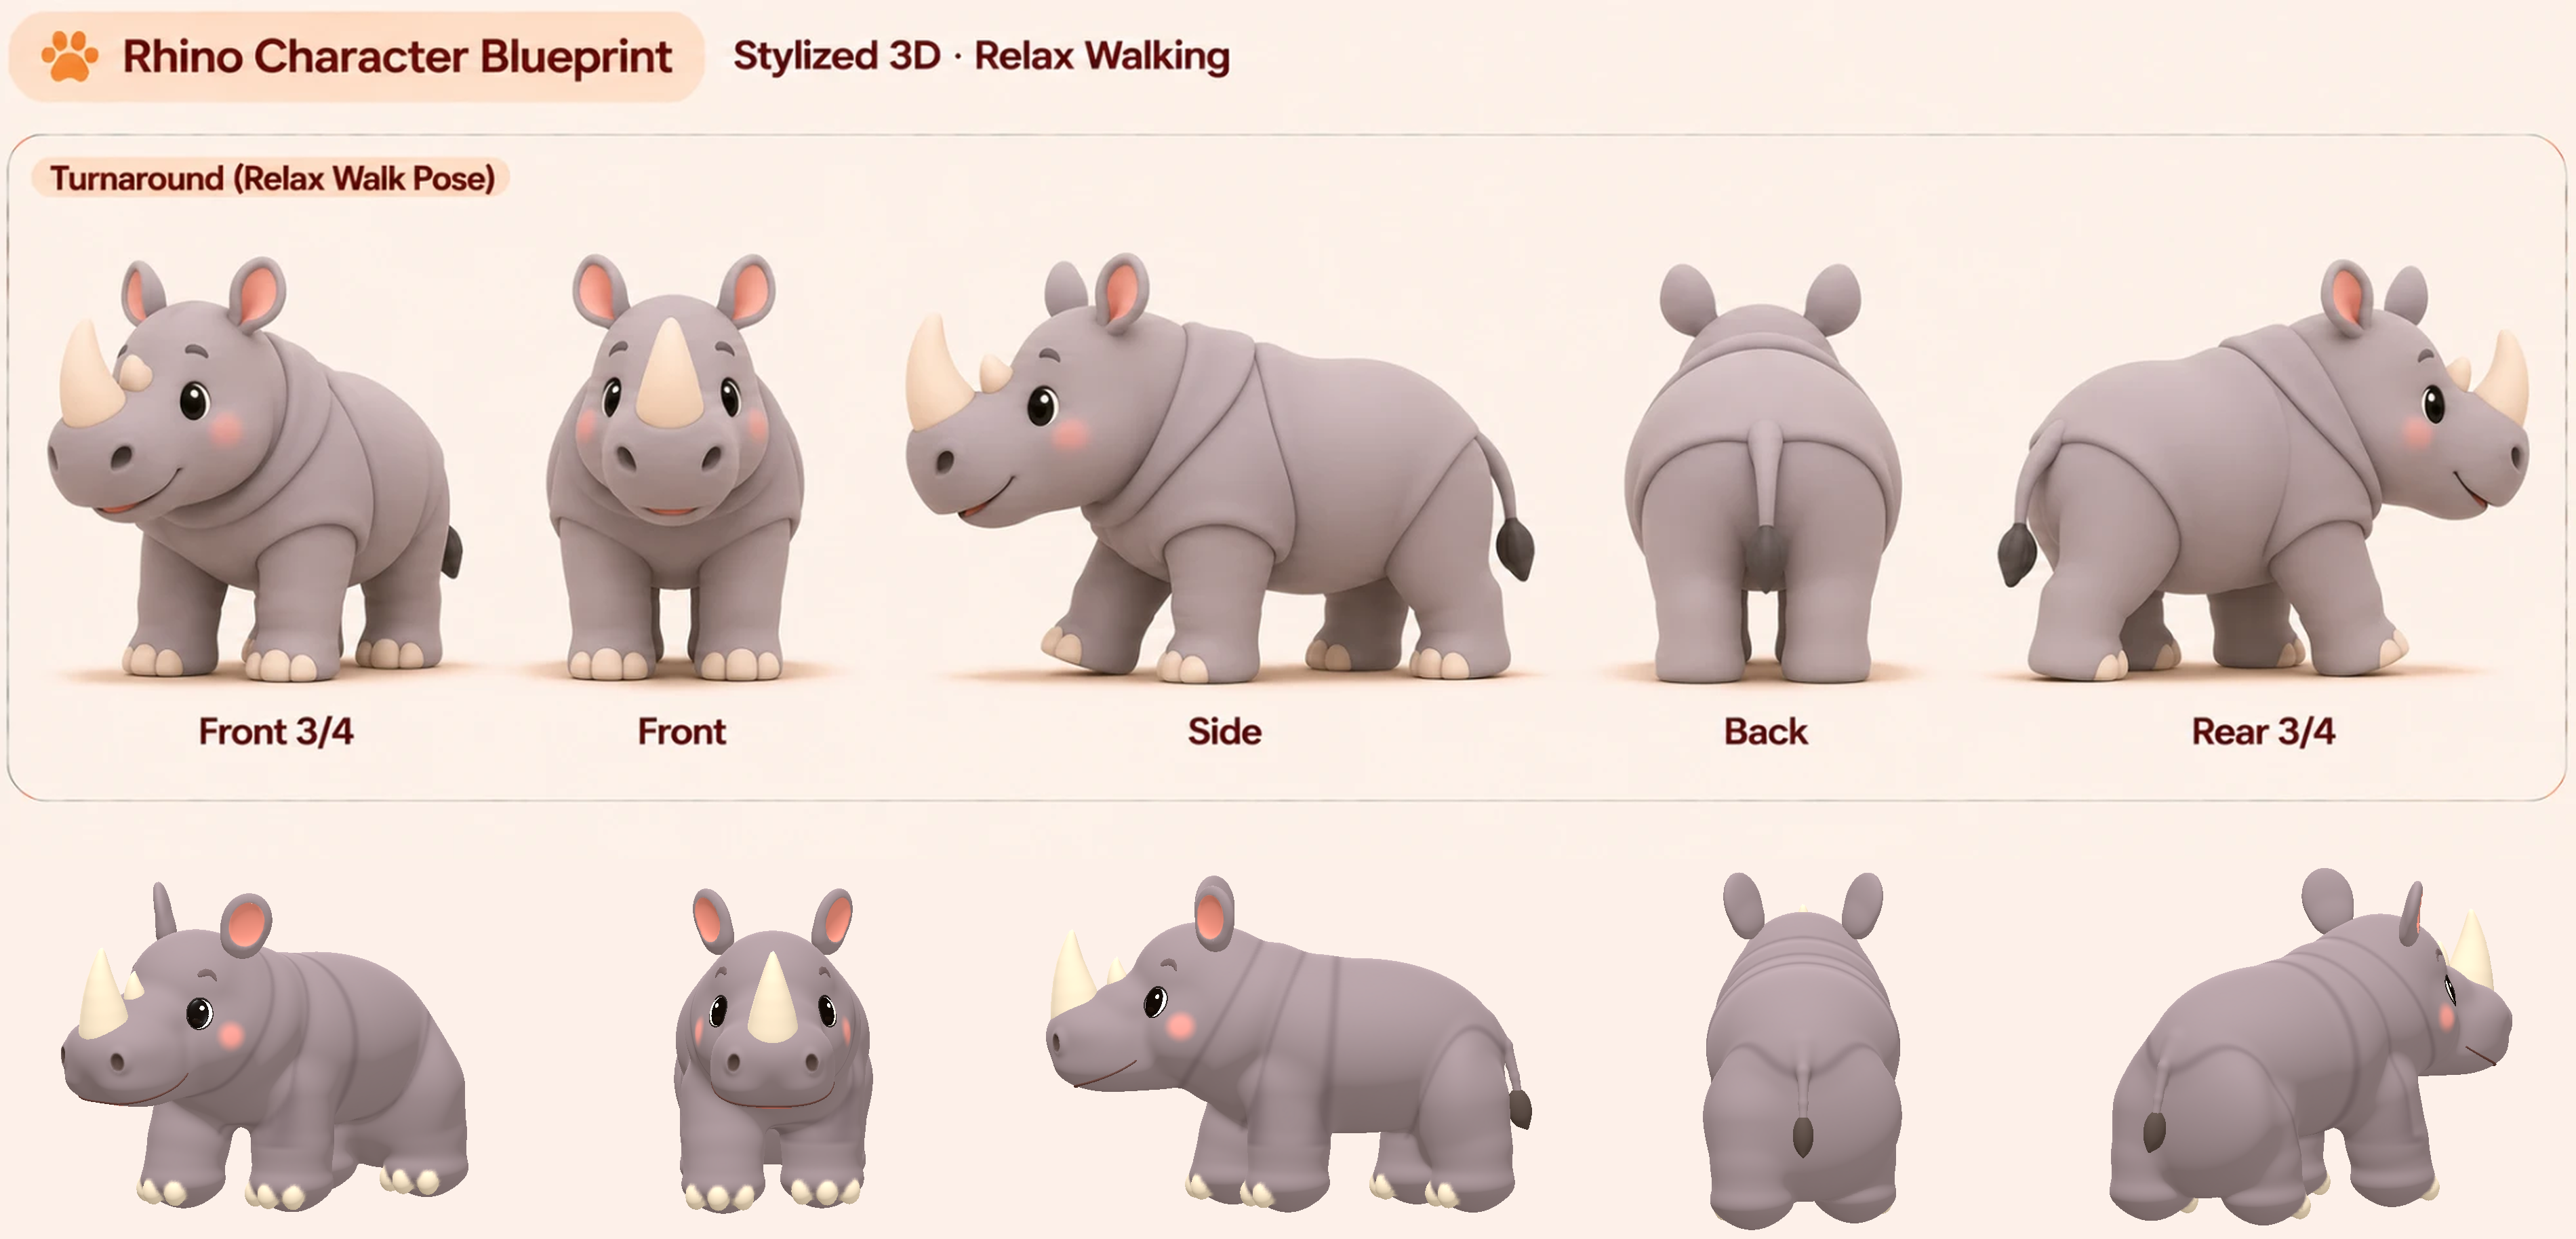 Rhino Character Blueprint
Stylized 3D · Relax Walking
Turnaround (Relax Walk Pose)
Front 3/4
Front
Side
Back
Rear 3/4